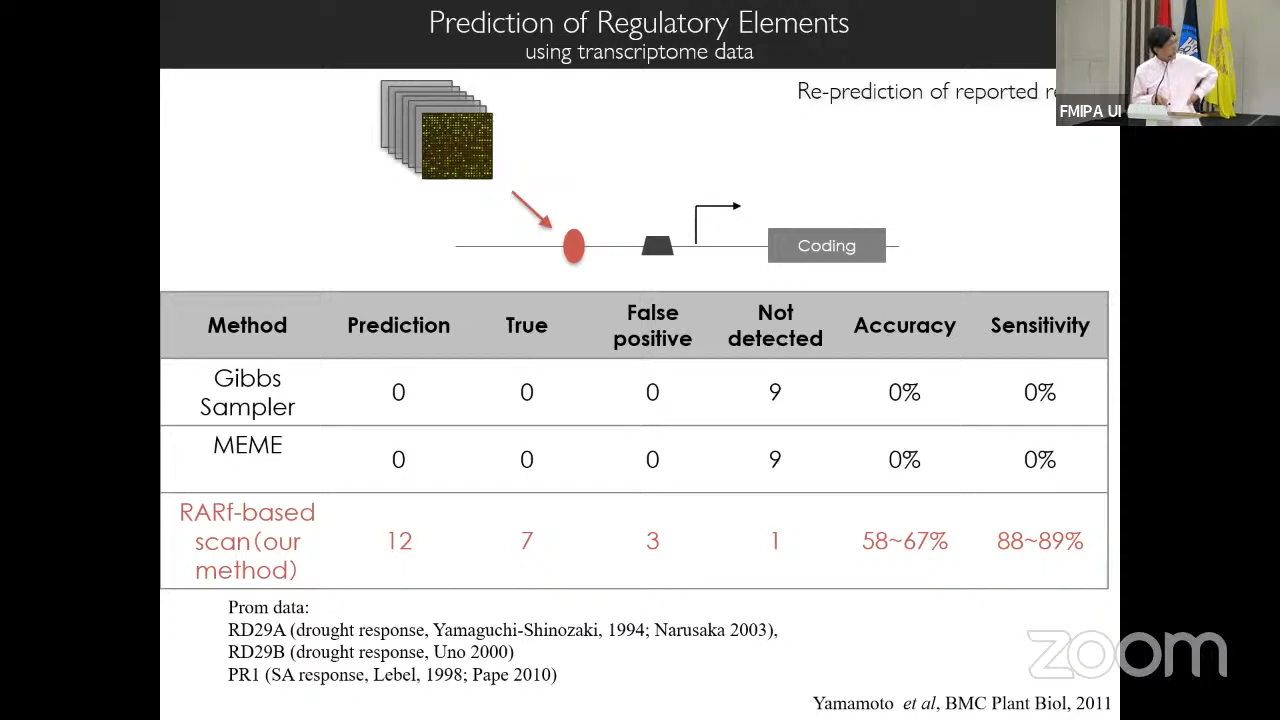 Prediction of Regulatory Elements
using transcriptome data
Re-prediction of reported
FMIPA UI
Coding
Method Prediction True False positive Not detected Accuracy Sensitivity
Gibbs Sampler 0 0 0 9 0% 0%
MEME 0 0 0 9 0% 0%
RARf-based scan(our method) 12 7 3 1 58~67% 88~89%
Prom data:
RD29A (drought response, Yamaguchi-Shinozaki, 1994; Narusaka 2003),
RD29B (drought response, Uno 2000)
PR1 (SA response, Lebel, 1998; Pape 2010)
zoom
Yamamoto et al, BMC Plant Biol, 2011